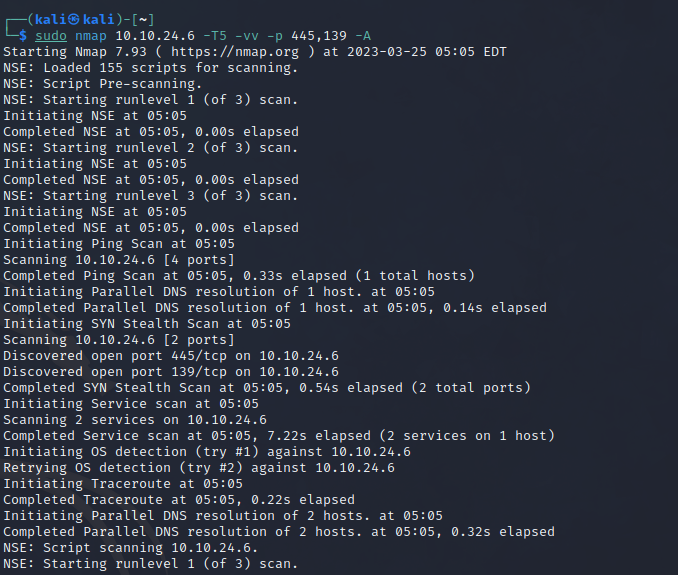 ┌──(kali㉿kali)-[~]
└─$ sudo nmap 10.10.24.6 -T5 -vv -p 445,139 -A
Starting Nmap 7.93 ( https://nmap.org ) at 2023-03-25 05:05 EDT
NSE: Loaded 155 scripts for scanning.
NSE: Script Pre-scanning.
NSE: Starting runlevel 1 (of 3) scan.
Initiating NSE at 05:05
Completed NSE at 05:05, 0.00s elapsed
NSE: Starting runlevel 2 (of 3) scan.
Initiating NSE at 05:05
Completed NSE at 05:05, 0.00s elapsed
NSE: Starting runlevel 3 (of 3) scan.
Initiating NSE at 05:05
Completed NSE at 05:05, 0.00s elapsed
Initiating Ping Scan at 05:05
Scanning 10.10.24.6 [4 ports]
Completed Ping Scan at 05:05, 0.33s elapsed (1 total hosts)
Initiating Parallel DNS resolution of 1 host. at 05:05
Completed Parallel DNS resolution of 1 host. at 05:05, 0.14s elapsed
Initiating SYN Stealth Scan at 05:05
Scanning 10.10.24.6 [2 ports]
Discovered open port 445/tcp on 10.10.24.6
Discovered open port 139/tcp on 10.10.24.6
Completed SYN Stealth Scan at 05:05, 0.54s elapsed (2 total ports)
Initiating Service scan at 05:05
Scanning 2 services on 10.10.24.6
Completed Service scan at 05:05, 7.22s elapsed (2 services on 1 host)
Initiating OS detection (try #1) against 10.10.24.6
Retrying OS detection (try #2) against 10.10.24.6
Initiating Traceroute at 05:05
Completed Traceroute at 05:05, 0.22s elapsed
Initiating Parallel DNS resolution of 2 hosts. at 05:05
Completed Parallel DNS resolution of 2 hosts. at 05:05, 0.32s elapsed
NSE: Script scanning 10.10.24.6.
NSE: Starting runlevel 1 (of 3) scan.